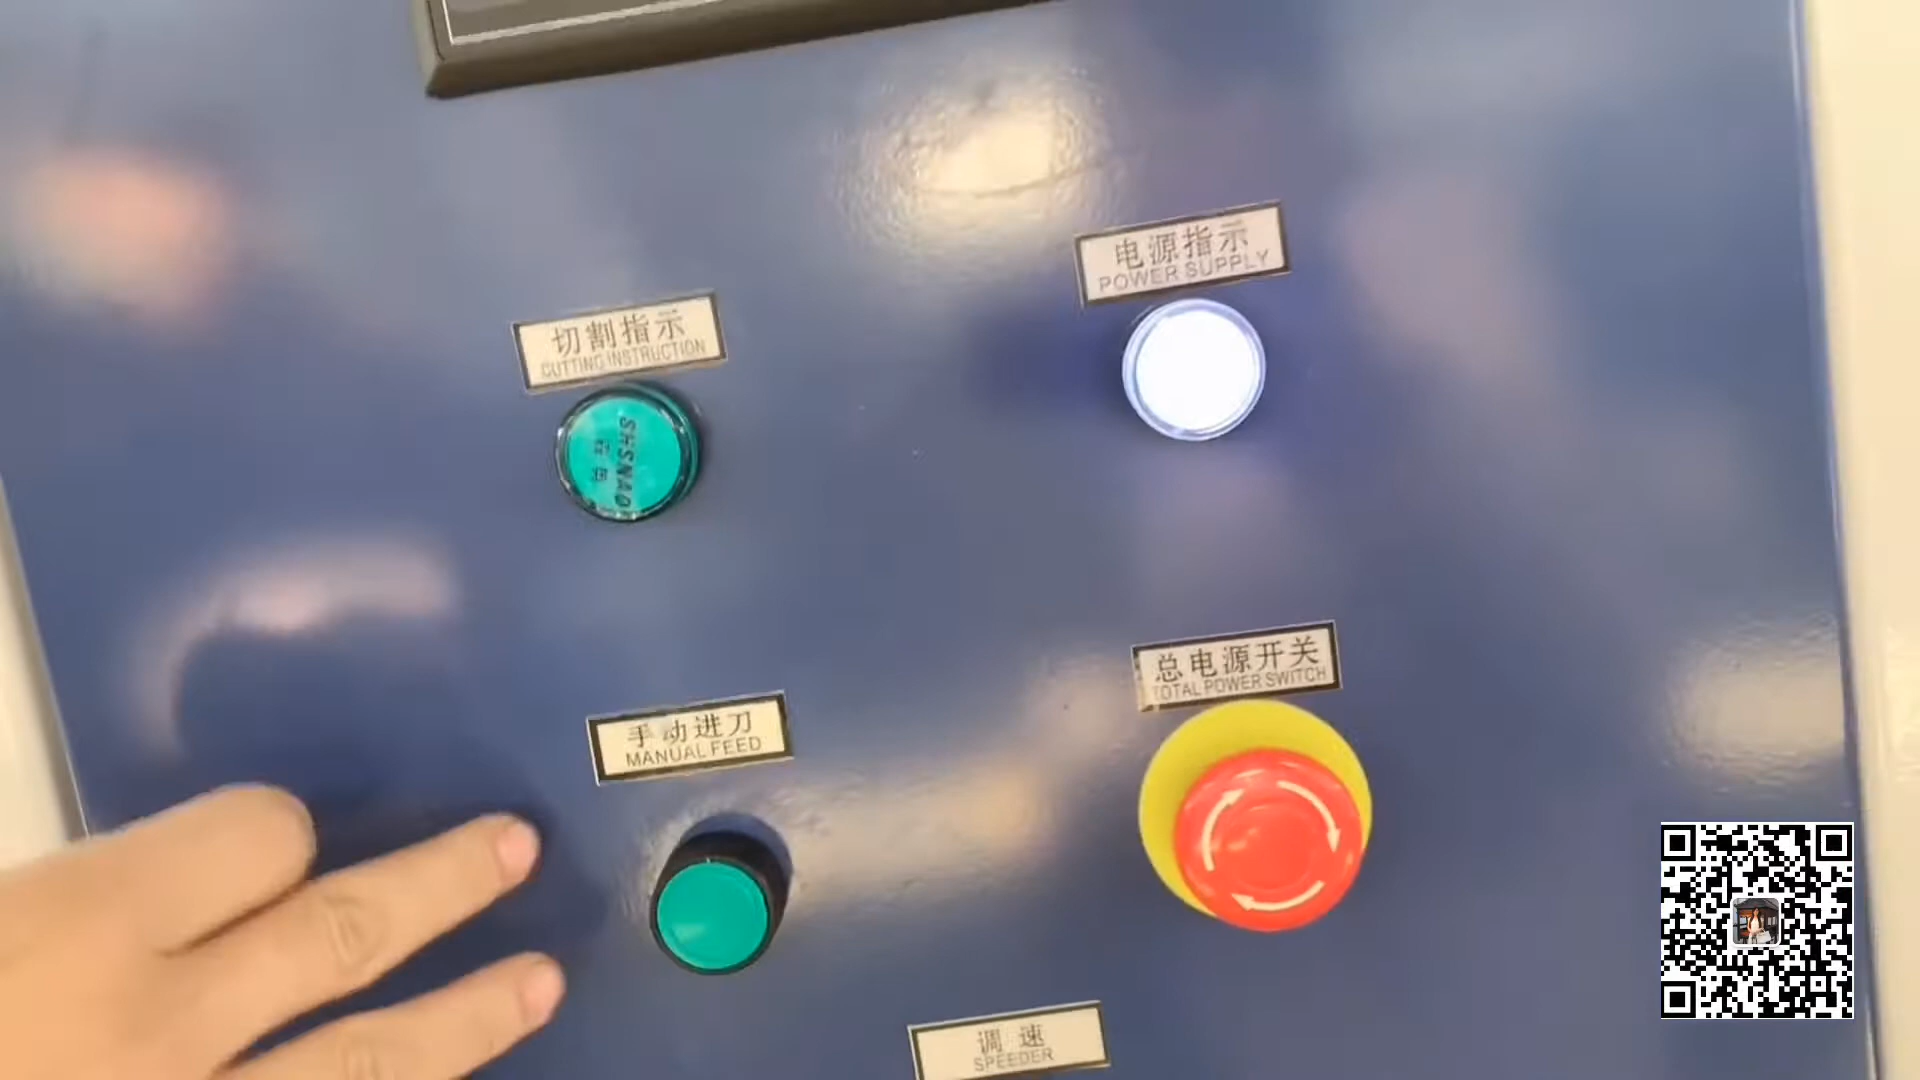 电源指示
POWER SUPPLY
切割指示
CUTTING INSTRUCTION
SHSNAO
总电源开关
TOTAL POWER SWITCH
手动进刀
MANUAL FEED
调速
SPEEDER